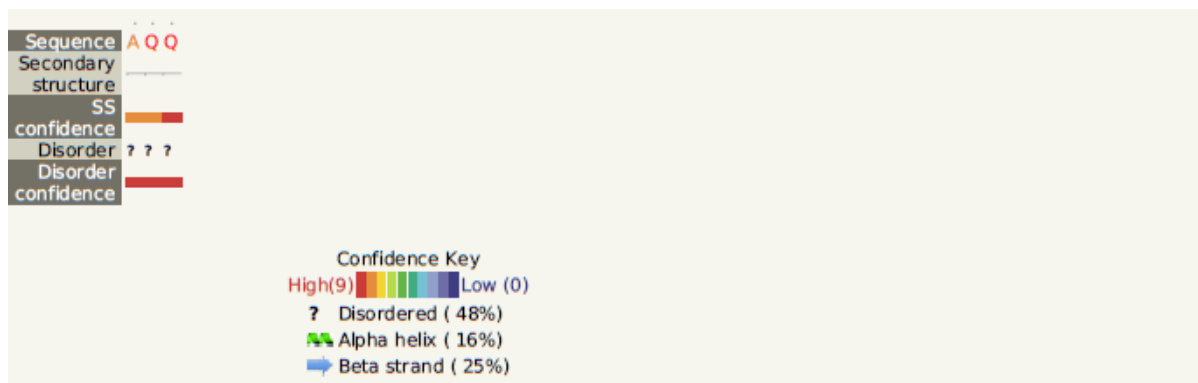 Sequence A Q Q
Secondary
structure
SS
confidence
Disorder ? ? ?
Disorder
confidence
Confidence Key
High(9) Low (0)
? Disordered ( 48%)
Alpha helix ( 16%)
Beta strand ( 25%)